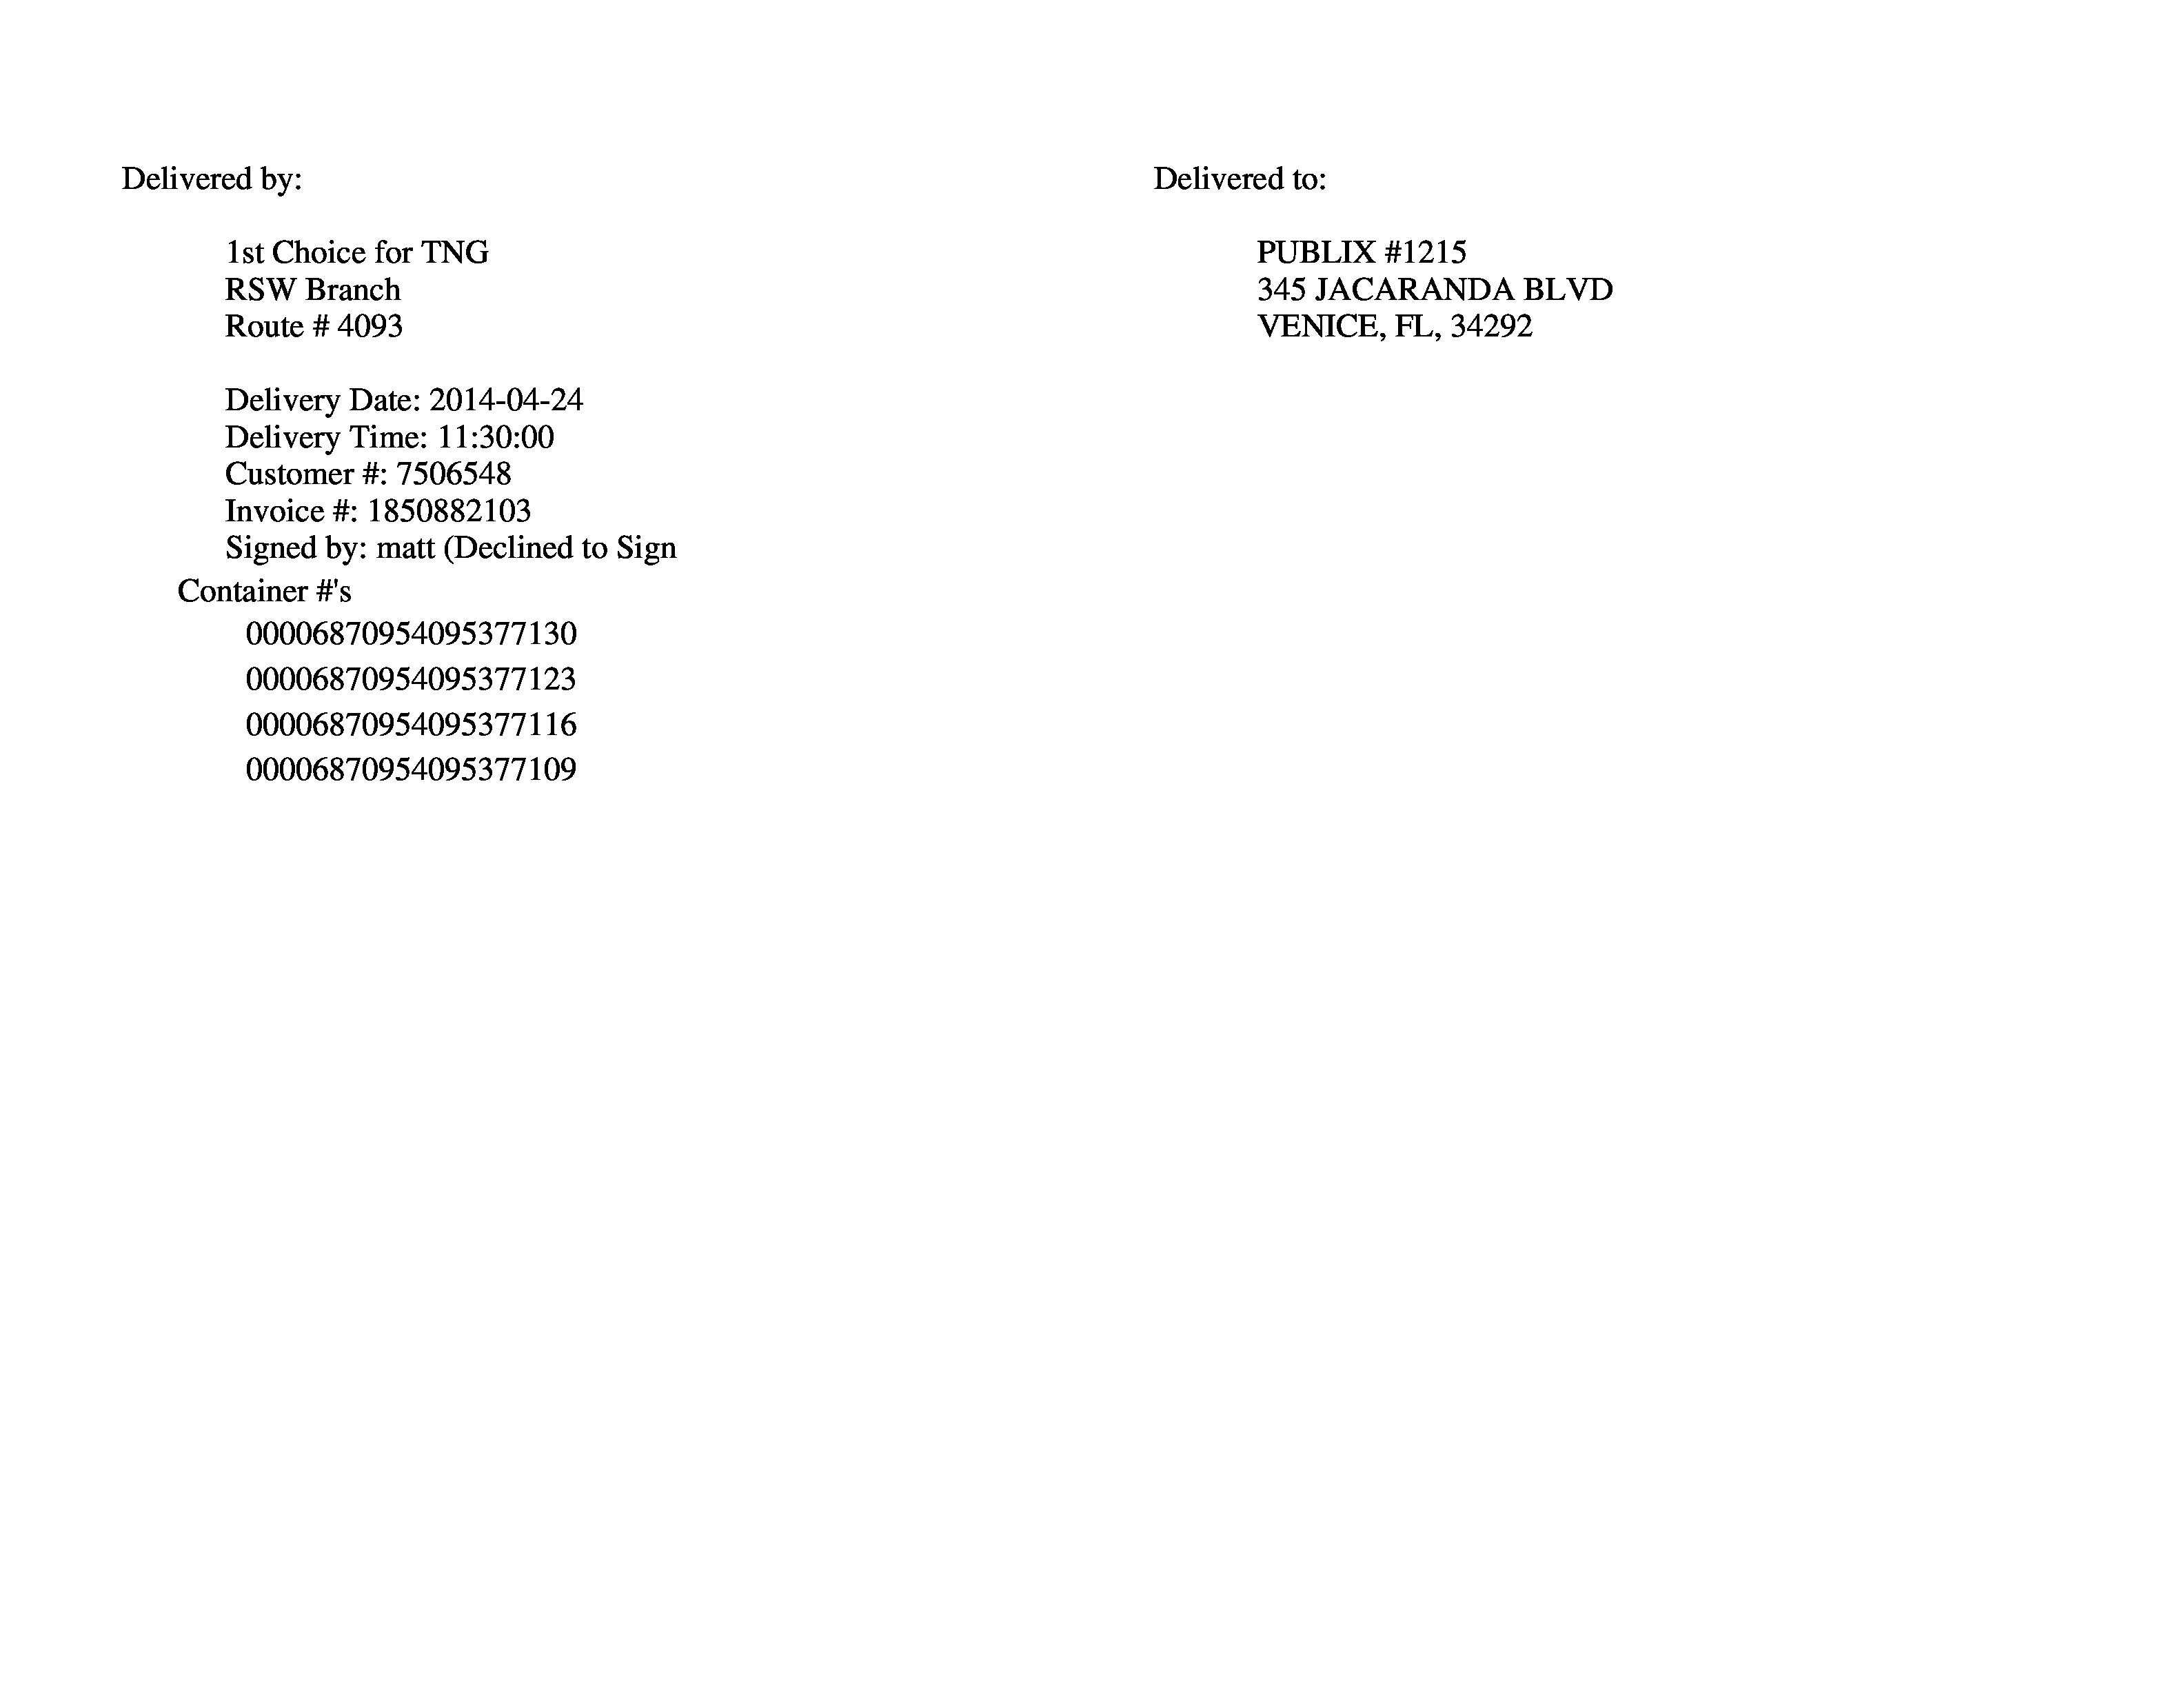 Delivered by:
1st Choice for TNG
RSW Branch
Route # 4093
Delivery Date: 2014-04-24
Delivery Time: 11:30:00
Customer #: 7506548
Invoice #: 1850882103
Signed by: matt (Declined to Sign
Container #'s
00006870954095377130
00006870954095377123
00006870954095377116
00006870954095377109
Delivered to:
PUBLIX #1215
345 JACARANDA BLVD
VENICE, FL, 34292